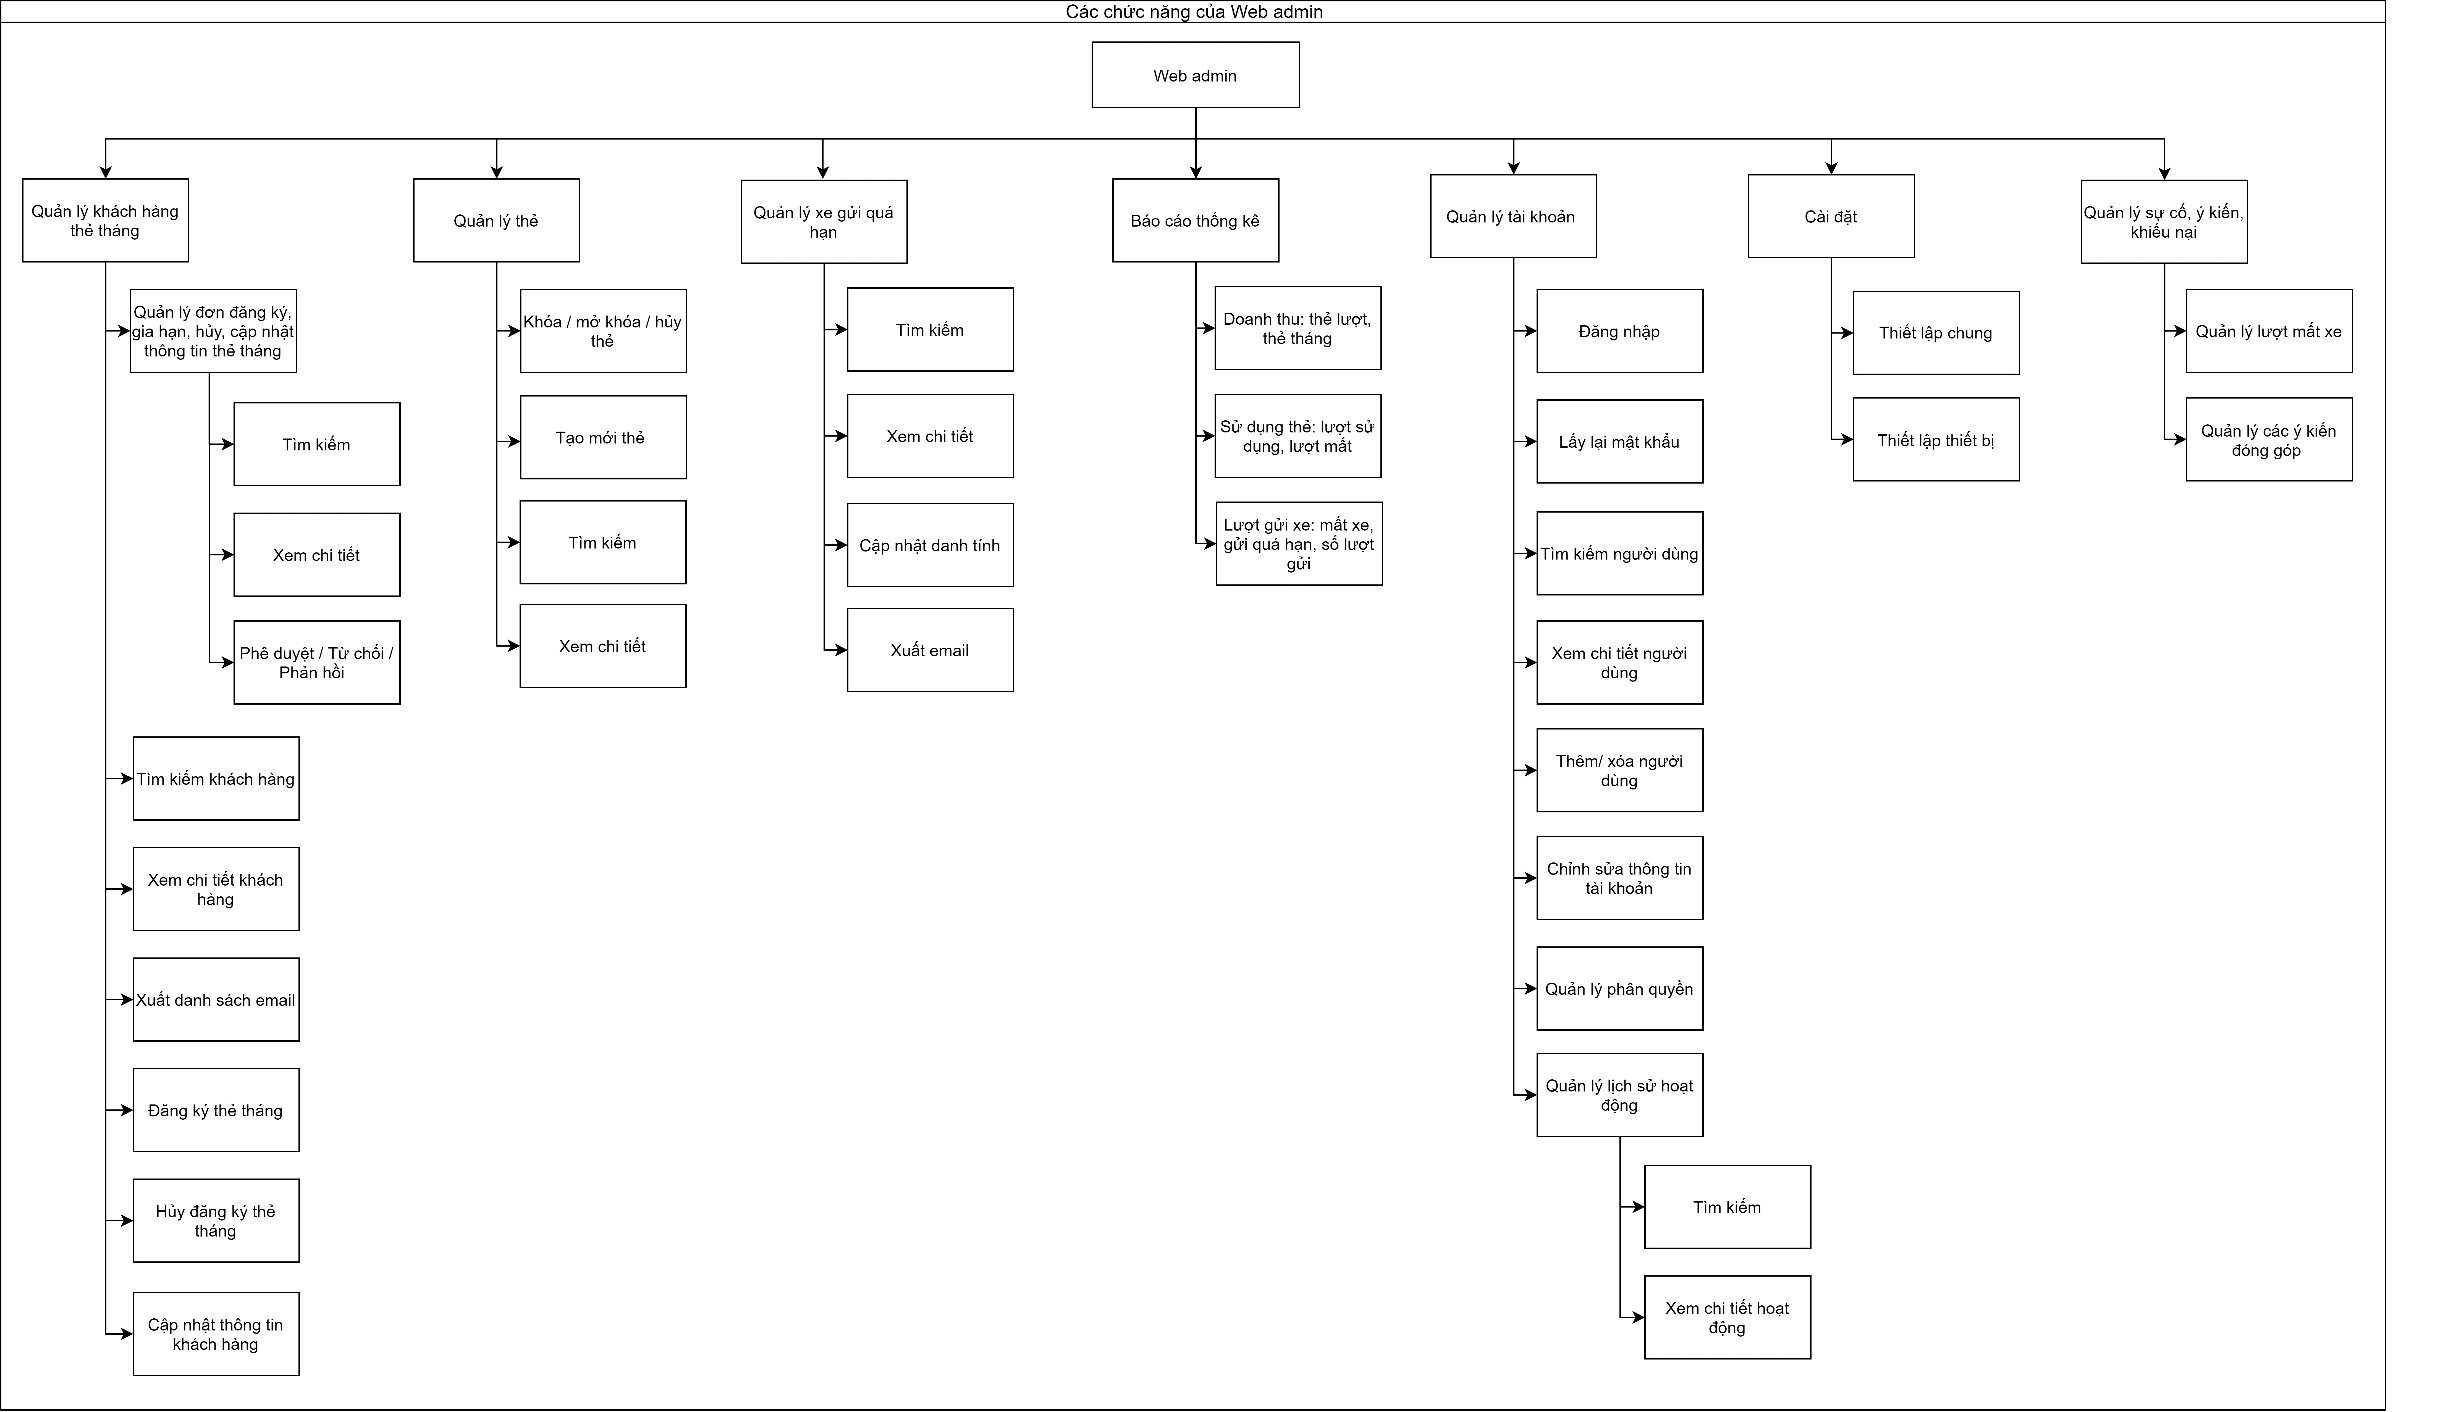 Các chức năng của Web admin
Web admin
Quản lý khách hàng
thẻ tháng
Quản lý đơn đăng ký,
gia hạn, hủy, cập nhật
thông tin thẻ tháng
Tìm kiếm
Xem chi tiết
Phê duyệt / Từ chối /
Phản hồi
Tìm kiếm khách hàng
Xem chi tiết khách
hàng
Xuất danh sách email
Đăng ký thẻ tháng
Hủy đăng ký thẻ
tháng
Cập nhật thông tin
khách hàng
Quản lý thẻ
Khóa / mở khóa / hủy
thẻ
Tạo mới thẻ
Tìm kiếm
Xem chi tiết
Quản lý xe gửi quá
hạn
Tìm kiếm
Xem chi tiết
Cập nhật danh tính
Xuất email
Báo cáo thống kê
Doanh thu: thẻ lượt,
thẻ tháng
Sử dụng thẻ: lượt sử
dụng, lượt mất
Lượt gửi xe: mất xe,
gửi quá hạn, số lượt
gửi
Quản lý tài khoản
Đăng nhập
Lấy lại mật khẩu
Tìm kiếm người dùng
Xem chi tiết người
dùng
Thêm/ xóa người
dùng
Chỉnh sửa thông tin
tài khoản
Quản lý phân quyền
Quản lý lịch sử hoạt
động
Tìm kiếm
Xem chi tiết hoạt
động
Cài đặt
Thiết lập chung
Thiết lập thiết bị
Quản lý sự cố, ý kiến,
khiếu nại
Quản lý lượt mất xe
Quản lý các ý kiến
đóng góp